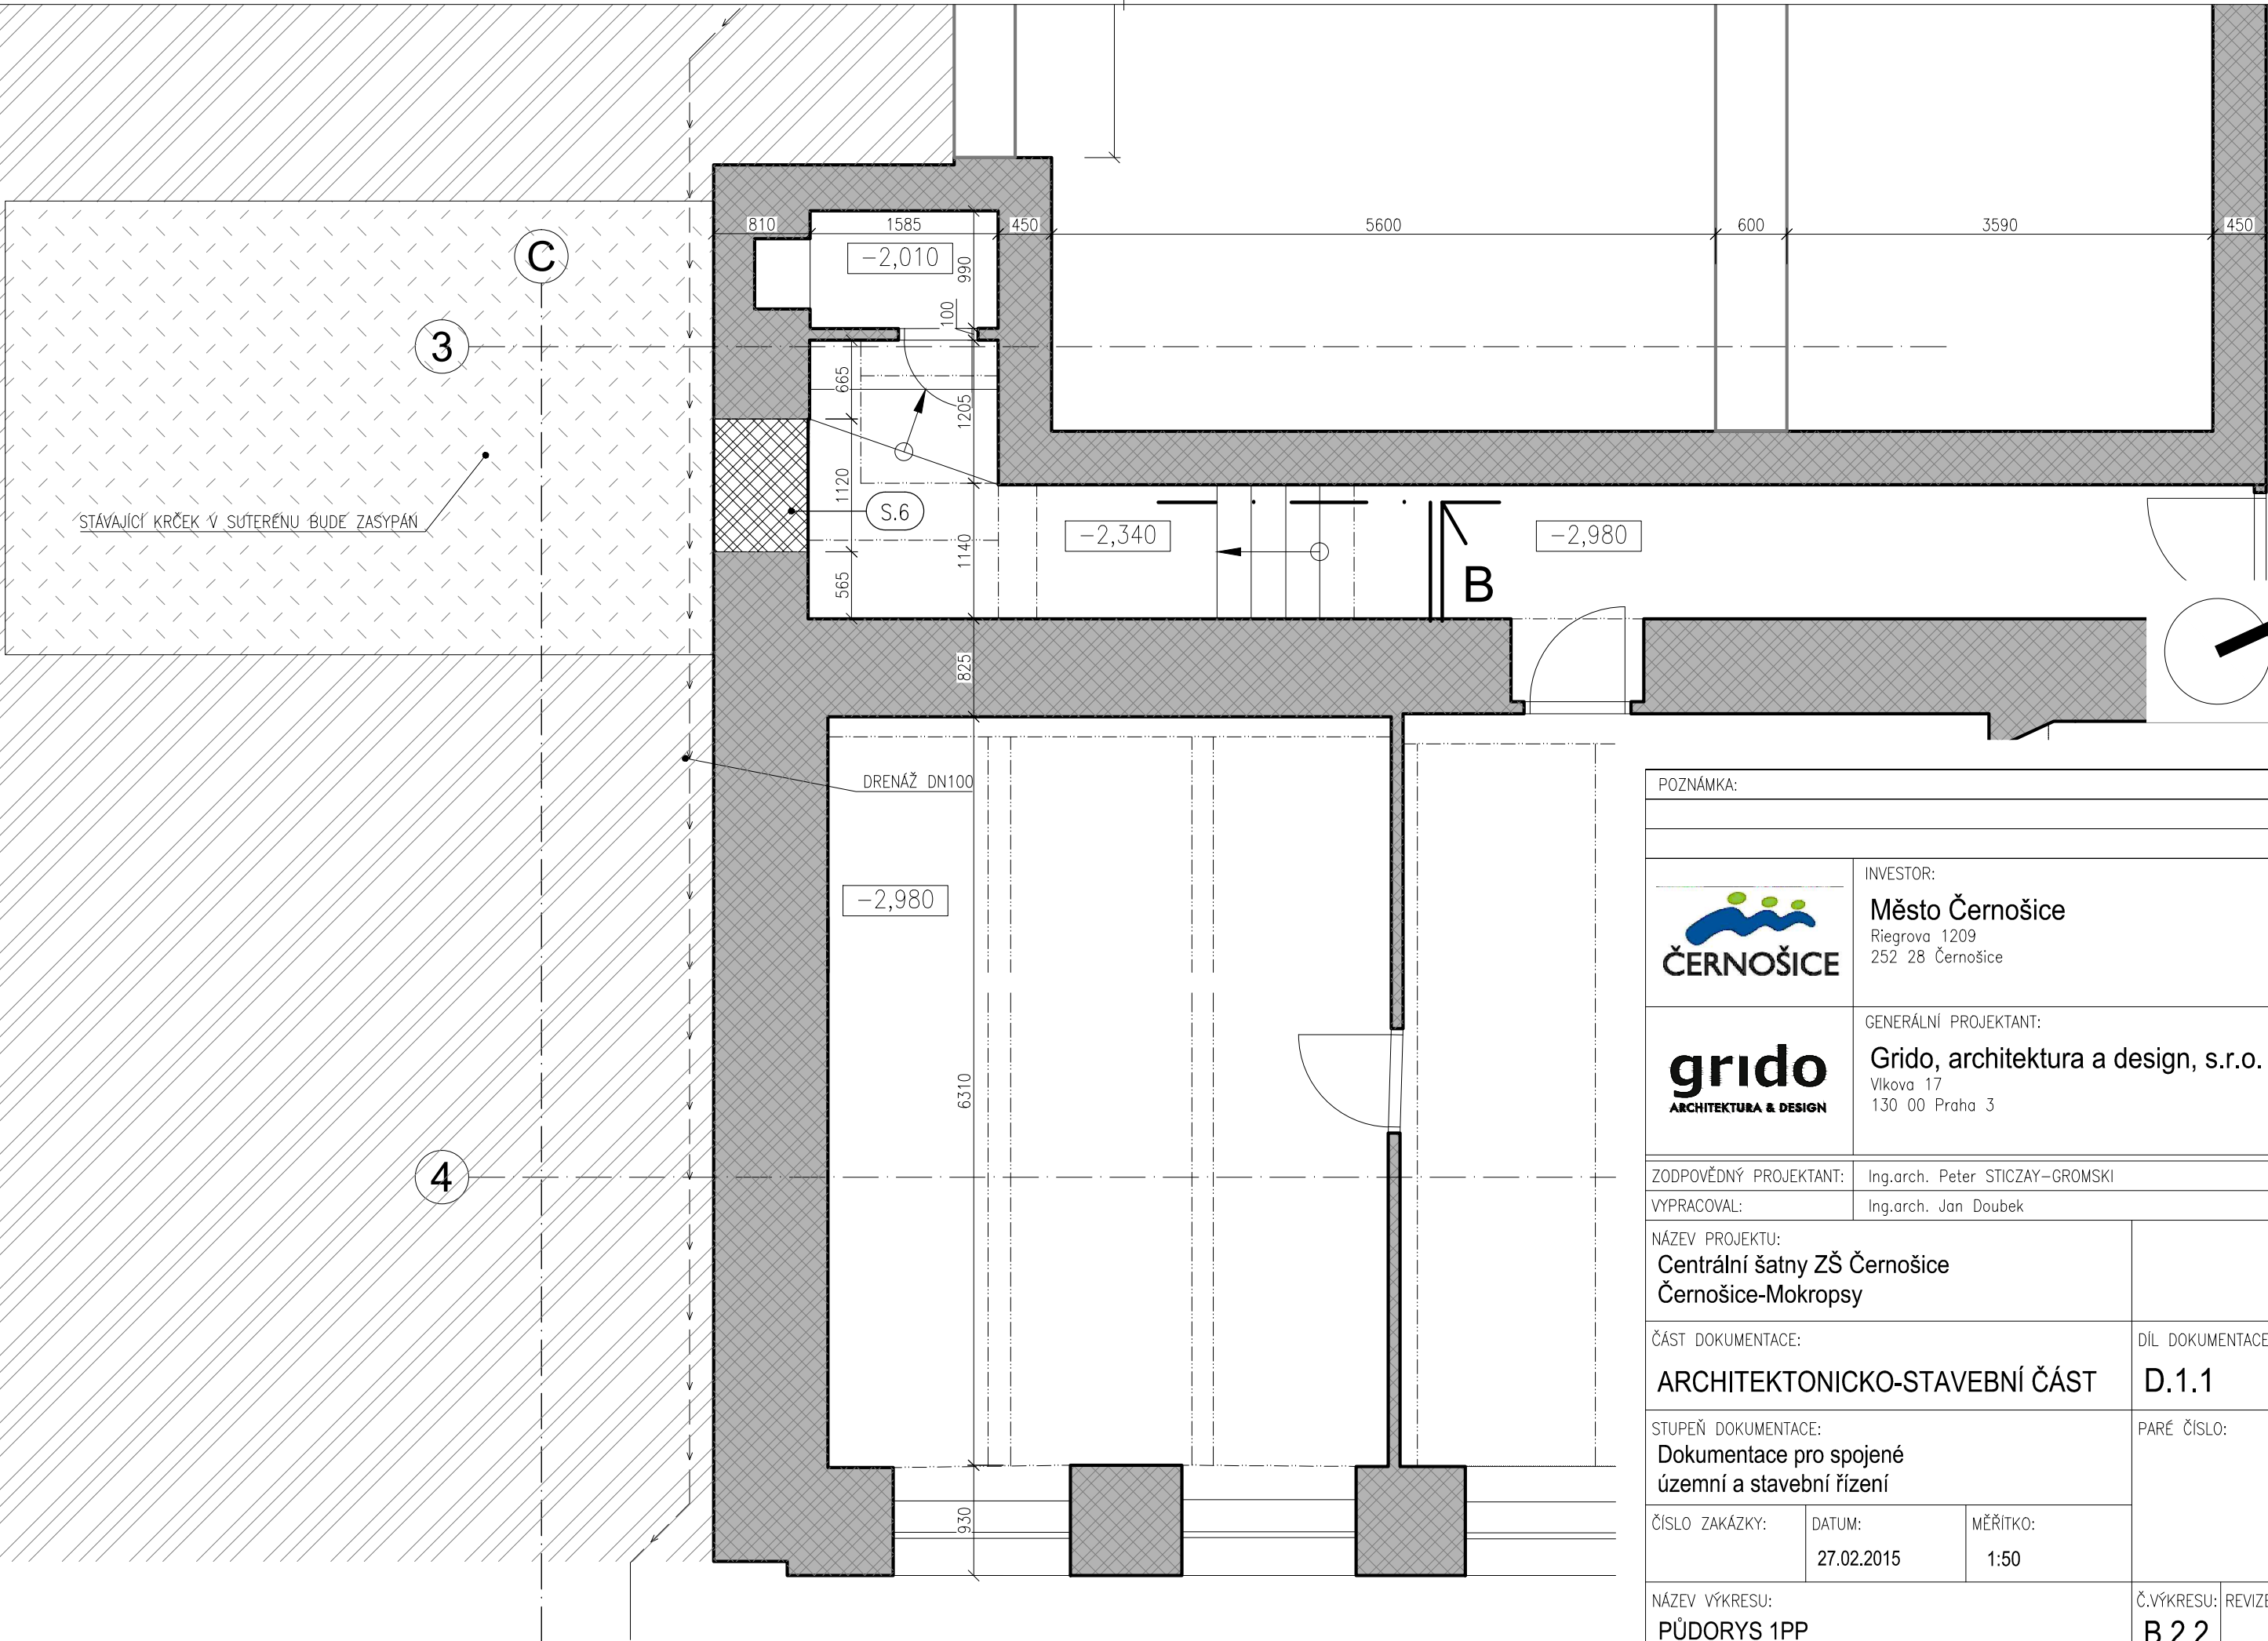 810
1585
450
5600
600
3590
450
-2,010
990
100
C
3
665
1205
1120
S.6
STÁVAJÍCÍ KRČEK V SUTERÉNU BUDE ZASYPÁN
-2,340
-2,980
1140
565
B
825
DRENÁŽ DN100
-2,980
6310
4
930
POZNÁMKA:
INVESTOR:
Město Černošice
Riegrova 1209
252 28 Černošice
ČERNOŠICE
GENERÁLNÍ PROJEKTANT:
Grido, architektura a design, s.r.o.
Vlkova 17
130 00 Praha 3
grido
ARCHITEKTURA & DESIGN
ZODPOVĚDNÝ PROJEKTANT: Ing.arch. Peter STICZAY-GROMSKI
VYPRACOVAL: Ing.arch. Jan Doubek
NÁZEV PROJEKTU:
Centrální šatny ZŠ Černošice
Černošice-Mokropsy
ČÁST DOKUMENTACE:
ARCHITEKTONICKO-STAVEBNÍ ČÁST
DÍL DOKUMENTACE
D.1.1
STUPEŇ DOKUMENTACE:
Dokumentace pro spojené
územní a stavební řízení
PARÉ ČÍSLO:
ČÍSLO ZAKÁZKY:
DATUM:
27.02.2015
MĚŘÍTKO:
1:50
NÁZEV VÝKRESU:
PŮDORYS 1PP
Č.VÝKRESU:
B.2.2
REVIZE